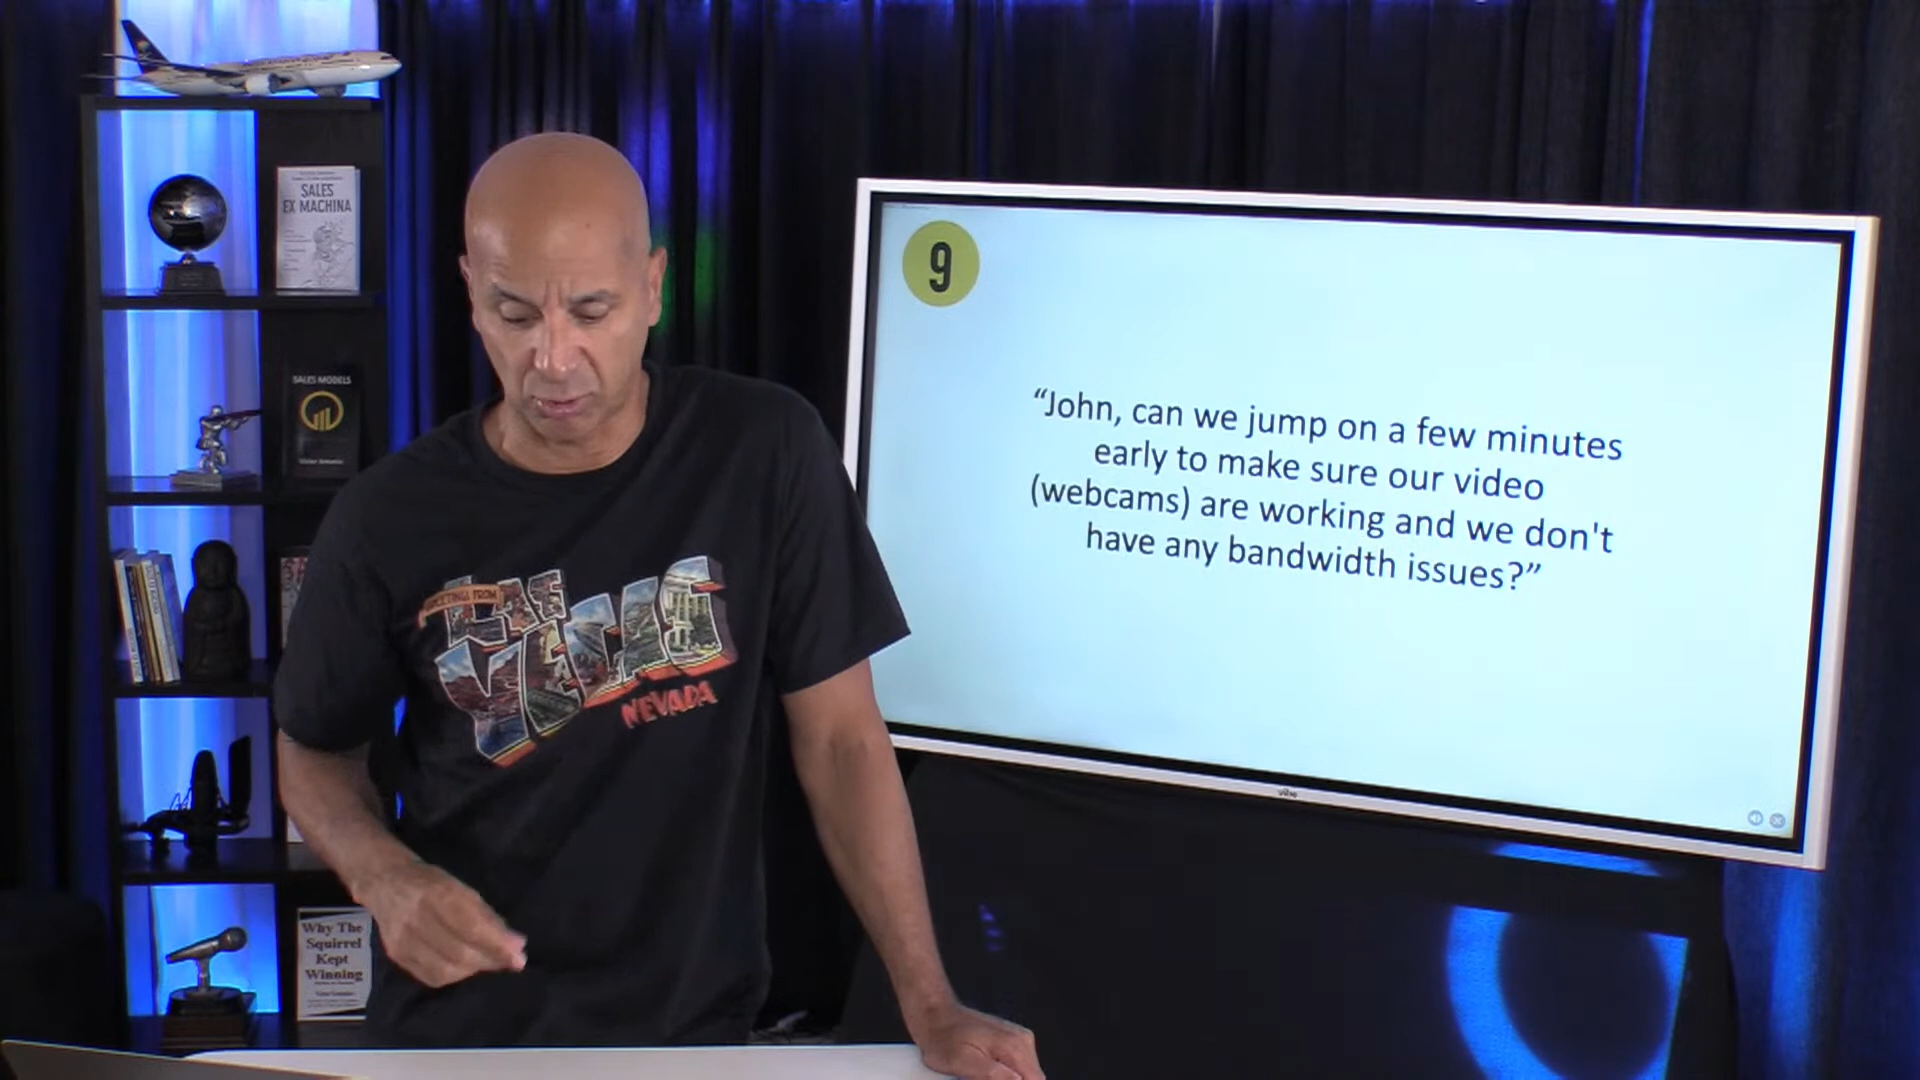 SALES
EX MACHINA
SALES MODELS
9
“John, can we jump on a few minutes
early to make sure our video
(webcams) are working and we don't
have any bandwidth issues?”
GREETINGS FROM
LAS
VEGAS
NEVADA
vibe
Why The
Squirrel
Kept
Winning